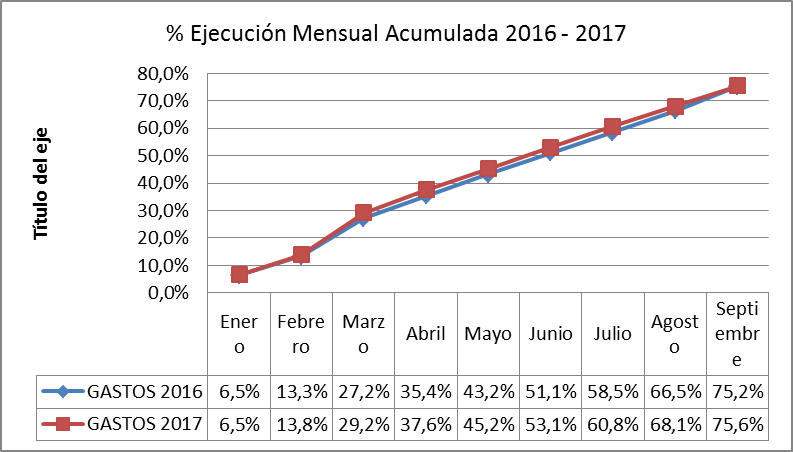 % Ejecución Mensual Acumulada 2016 - 2017
Título del eje
80,0%
70,0%
60,0%
50,0%
40,0%
30,0%
20,0%
10,0%
0,0%
Ener
o
Febre
ro
Marz
o
Abril
Mayo
Junio
Julio
Agost
o
Septi
embr
e
GASTOS 2016 6,5% 13,3% 27,2% 35,4% 43,2% 51,1% 58,5% 66,5% 75,2%
GASTOS 2017 6,5% 13,8% 29,2% 37,6% 45,2% 53,1% 60,8% 68,1% 75,6%